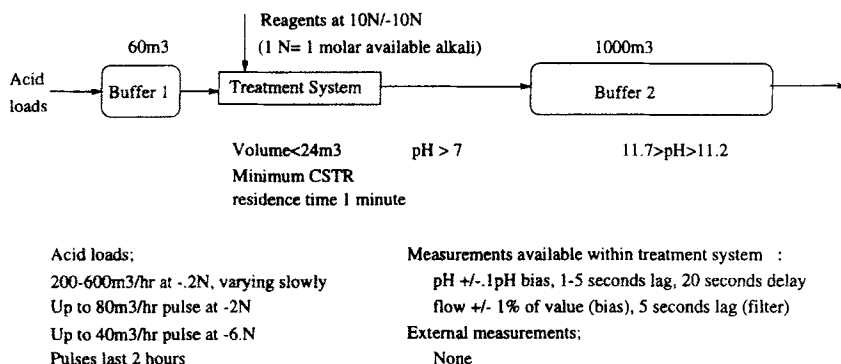 Reagents at 10N/-10N
60m3
(1 N= 1 molar available alkali)
1000m3
Acid
loads
Buffer 1
Treatment System
Buffer 2
Volume<24m3
pH > 7
11.7>pH>11.2
Minimum CSTR
residence time 1 minute
Acid loads;
200-600m3/hr at -.2N, varying slowly
Up to 80m3/hr pulse at -2N
Up to 40m3/hr pulse at -6.N
Pulses last 2 hours
Measurements available within treatment system :
pH +/-.1pH bias, 1-5 seconds lag, 20 seconds delay
flow +/- 1% of value (bias), 5 seconds lag (filter)
External measurements;
None